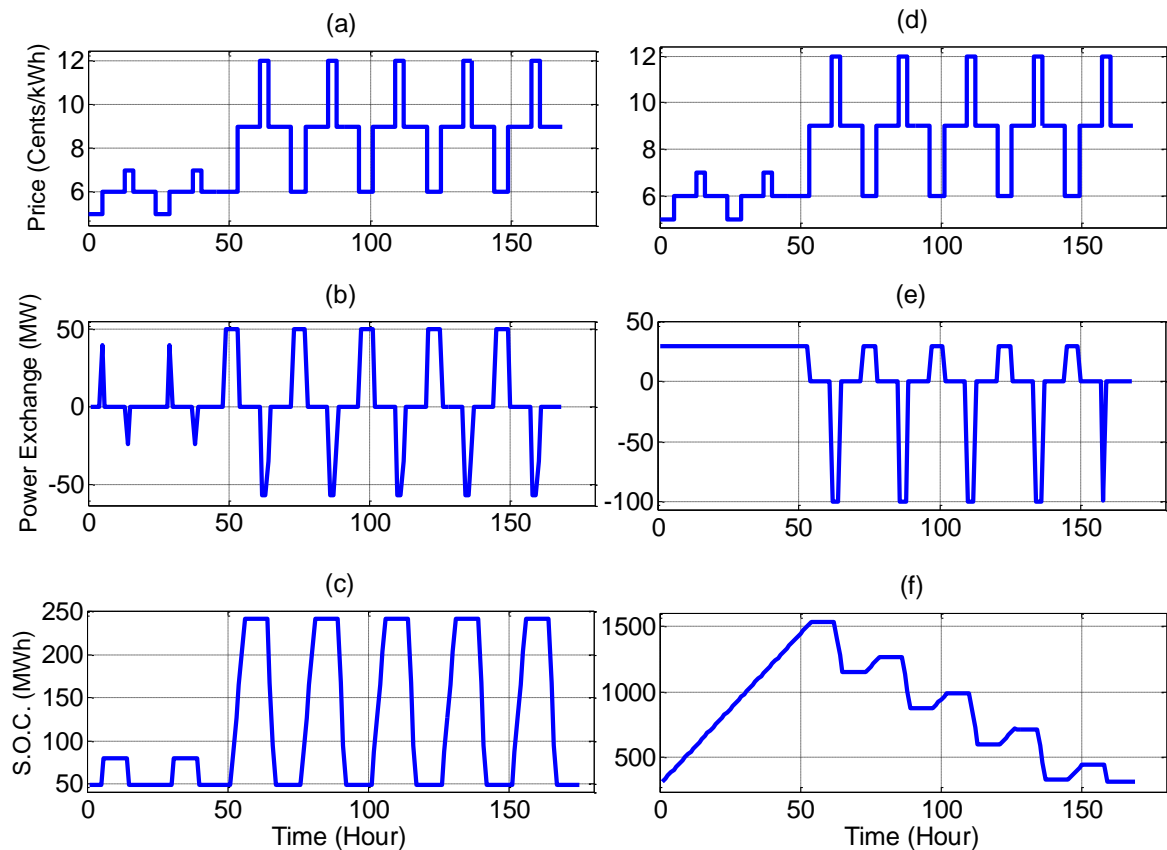 (a) (d)
12 12
10 10
8 8
6 6
Price (Cents/kWh)
0 50 100 150 0 50 100 150
(b) (e)
50 50
0 0
-50 -50
-100
Power Exchange (MW)
0 50 100 150 0 50 100 150
(c) (f)
250
200 1500
150 1000
100 500
50
S.O.C. (MWh)
0 50 100 150 0 50 100 150
Time (Hour) Time (Hour)